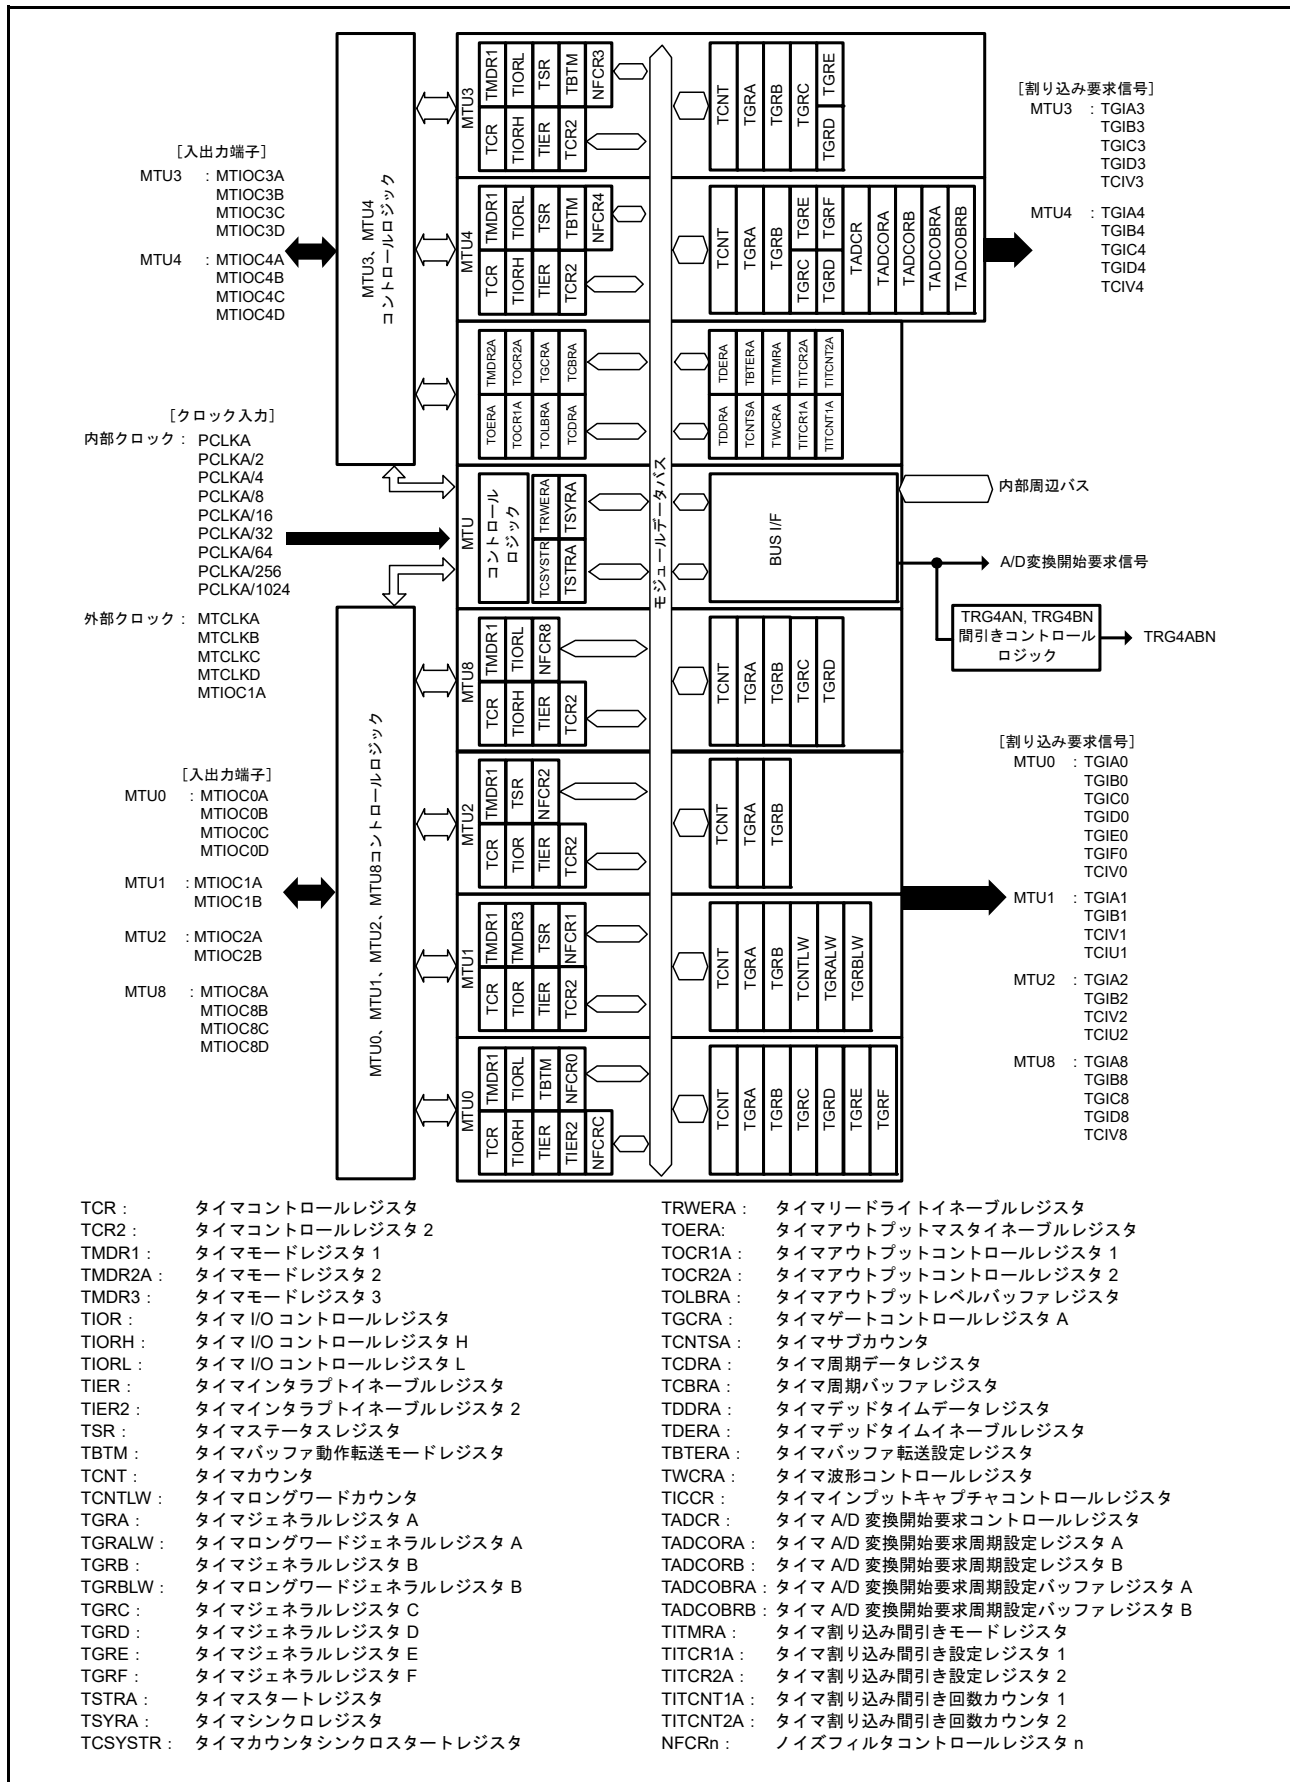 [入出力端子]
MTU3 : MTIOC3A
MTIOC3B
MTIOC3C
MTIOC3D
MTU4 : MTIOC4A
MTIOC4B
MTIOC4C
MTIOC4D
[クロック入力]
内部クロック : PCLKA
PCLKA/2
PCLKA/4
PCLKA/8
PCLKA/16
PCLKA/32
PCLKA/64
PCLKA/256
PCLKA/1024
外部クロック : MTCLKA
MTCLKB
MTCLKC
MTCLKD
MTIOC1A
[入出力端子]
MTU0 : MTIOC0A
MTIOC0B
MTIOC0C
MTIOC0D
MTU1 : MTIOC1A
MTIOC1B
MTU2 : MTIOC2A
MTIOC2B
MTU8 : MTIOC8A
MTIOC8B
MTIOC8C
MTIOC8D
MTU3、MTU4
コントロールロジック
MTU0、MTU1、MTU2、MTU8コントロールロジック
MTU3
TMDR1 TIORL TSR TBTM NFCR3
TCR TIORH TIER TCR2
TCNT TGRA TGRB TGRC TGRD TGRE
MTU4
TMDR1 TIORL TSR TBTM NFCR4
TCR TIORH TIER TCR2
TCNT TGRA TGRB TGRC TGRE TGRD TGRF TADCR TADCORA TADCORB TADCOBRA TADCOBRB
TMDR2A TOCR2A TGCRA TCBRA
TOERA TOCR1A TOLBRA TCDRA
TDERA TBTERA TITMRA TITCR2A TITCNT2A
TDDRA TCNTSA TWCRA TITCR1A TITCNT1A
MTU
コントロール
ロジック
TRWERA TSYRA
TCSYSTR TSTRA
BUS I/F
モジュールデータバス
MTU8
TMDR1 TIORL NFCR8
TCR TIORH TIER TCR2
TCNT TGRA TGRB TGRC TGRD
MTU2
TMDR1 TSR NFCR2
TCR TIOR TIER TCR2
TCNT TGRA TGRB
MTU1
TMDR1 TMDR3 TSR NFCR1
TCR TIOR TIER TCR2
TCNT TGRA TGRB TCNTLW TGRALW TGRBLW
MTU0
TMDR1 TIORL TBTM NFCR0
TCR TIORH TIER TIER2 NFCRC
TCNT TGRA TGRB TGRC TGRD TGRE TGRF
[割り込み要求信号]
MTU3 : TGIA3
TGIB3
TGIC3
TGID3
TCIV3
MTU4 : TGIA4
TGIB4
TGIC4
TGID4
TCIV4
内部周辺バス
A/D変換開始要求信号
TRG4AN, TRG4BN
間引きコントロール
ロジック
TRG4ABN
[割り込み要求信号]
MTU0 : TGIA0
TGIB0
TGIC0
TGID0
TGIE0
TGIF0
TCIV0
MTU1 : TGIA1
TGIB1
TCIV1
TCIU1
MTU2 : TGIA2
TGIB2
TCIV2
TCIU2
MTU8 : TGIA8
TGIB8
TGIC8
TGID8
TCIV8
TCR : タイマコントロールレジスタ
TCR2 : タイマコントロールレジスタ 2
TMDR1 : タイマモードレジスタ 1
TMDR2A : タイマモードレジスタ 2
TMDR3 : タイマモードレジスタ 3
TIOR : タイマ I/O コントロールレジスタ
TIORH : タイマ I/O コントロールレジスタ H
TIORL : タイマ I/O コントロールレジスタ L
TIER : タイマインタラプトイネーブルレジスタ
TIER2 : タイマインタラプトイネーブルレジスタ 2
TSR : タイマステータスレジスタ
TBTM : タイマバッファ動作転送モードレジスタ
TCNT : タイマカウンタ
TCNTLW : タイマロングワードカウンタ
TGRA : タイマジェネラルレジスタ A
TGRALW : タイマロングワードジェネラルレジスタ A
TGRB : タイマジェネラルレジスタ B
TGRBLW : タイマロングワードジェネラルレジスタ B
TGRC : タイマジェネラルレジスタ C
TGRD : タイマジェネラルレジスタ D
TGRE : タイマジェネラルレジスタ E
TGRF : タイマジェネラルレジスタ F
TSTRA : タイマスタートレジスタ
TSYRA : タイマシンクロレジスタ
TCSYSTR : タイマカウンタシンクロスタートレジスタ
TRWERA : タイマリードライトイネーブルレジスタ
TOERA: タイマアウトプットマスタイネーブルレジスタ
TOCR1A : タイマアウトプットコントロールレジスタ 1
TOCR2A : タイマアウトプットコントロールレジスタ 2
TOLBRA : タイマアウトプットレベルバッファレジスタ
TGCRA : タイマゲートコントロールレジスタ A
TCNTSA : タイマサブカウンタ
TCDRA : タイマ周期データレジスタ
TCBRA : タイマ周期バッファレジスタ
TDDRA : タイマデッドタイムデータレジスタ
TDERA : タイマデッドタイムイネーブルレジスタ
TBTERA : タイマバッファ転送設定レジスタ
TWCRA : タイマ波形コントロールレジスタ
TICCR : タイマインプットキャプチャコントロールレジスタ
TADCR : タイマ A/D 変換開始要求コントロールレジスタ
TADCORA : タイマ A/D 変換開始要求周期設定レジスタ A
TADCORB : タイマ A/D 変換開始要求周期設定レジスタ B
TADCOBRA : タイマ A/D 変換開始要求周期設定バッファレジスタ A
TADCOBRB : タイマ A/D 変換開始要求周期設定バッファレジスタ B
TITMRA : タイマ割り込み間引きモードレジスタ
TITCR1A : タイマ割り込み間引き設定レジスタ 1
TITCR2A : タイマ割り込み間引き設定レジスタ 2
TITCNT1A : タイマ割り込み間引き回数カウンタ 1
TITCNT2A : タイマ割り込み間引き回数カウンタ 2
NFCRn : ノイズフィルタコントロールレジスタ n